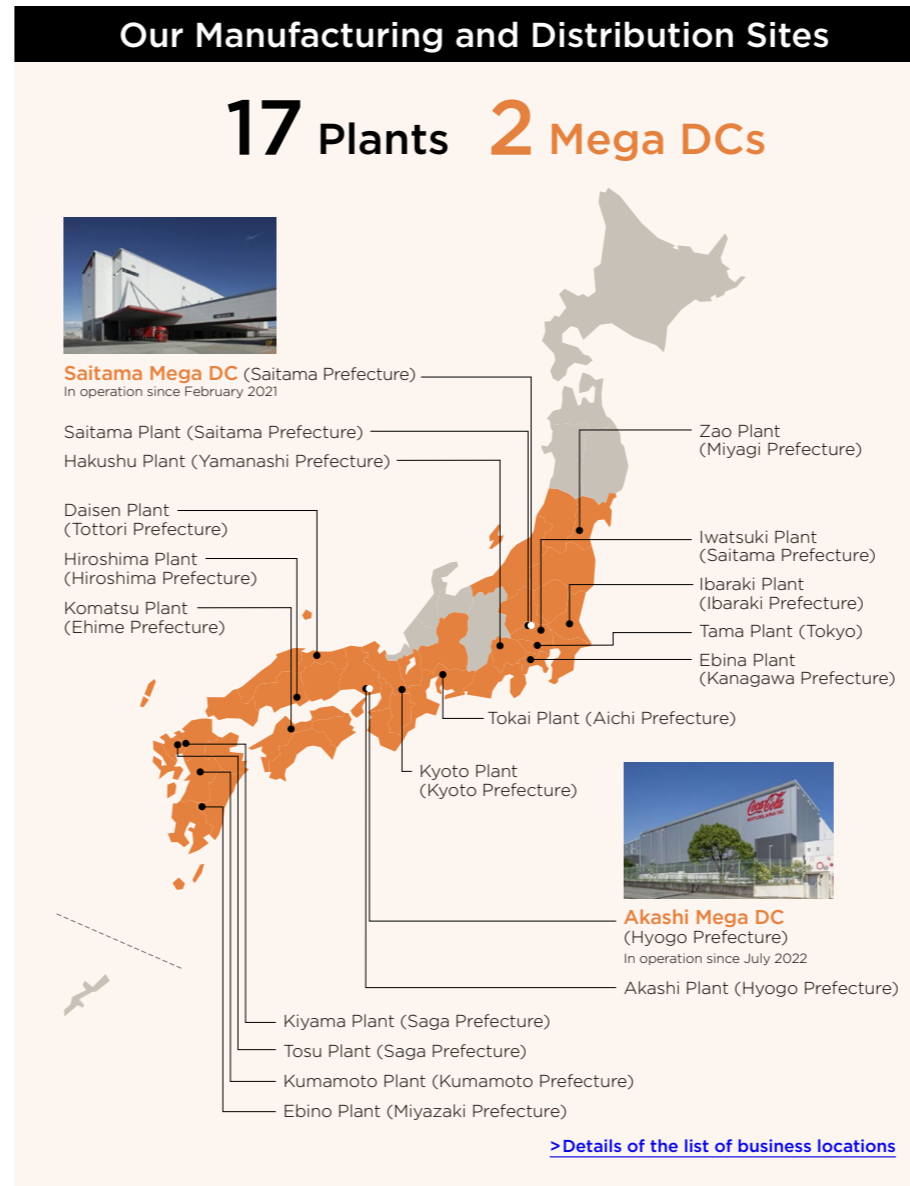 Our Manufacturing and Distribution Sites
17 Plants 2 Mega DCs
Saitama Mega DC (Saitama Prefecture)
In operation since February 2021
Saitama Plant (Saitama Prefecture)
Hakushu Plant (Yamanashi Prefecture)
Daisen Plant
(Tottori Prefecture)
Hiroshima Plant
(Hiroshima Prefecture)
Komatsu Plant
(Ehime Prefecture)
Zao Plant
(Miyagi Prefecture)
Iwatsuki Plant
(Saitama Prefecture)
Ibaraki Plant
(Ibaraki Prefecture)
Tama Plant (Tokyo)
Ebina Plant
(Kanagawa Prefecture)
Tokai Plant (Aichi Prefecture)
Kyoto Plant
(Kyoto Prefecture)
Coca-Cola
Akashi Mega DC
(Hyogo Prefecture)
In operation since July 2022
Akashi Plant (Hyogo Prefecture)
Kiyama Plant (Saga Prefecture)
Tosu Plant (Saga Prefecture)
Kumamoto Plant (Kumamoto Prefecture)
Ebino Plant (Miyazaki Prefecture)
>Details of the list of business locations